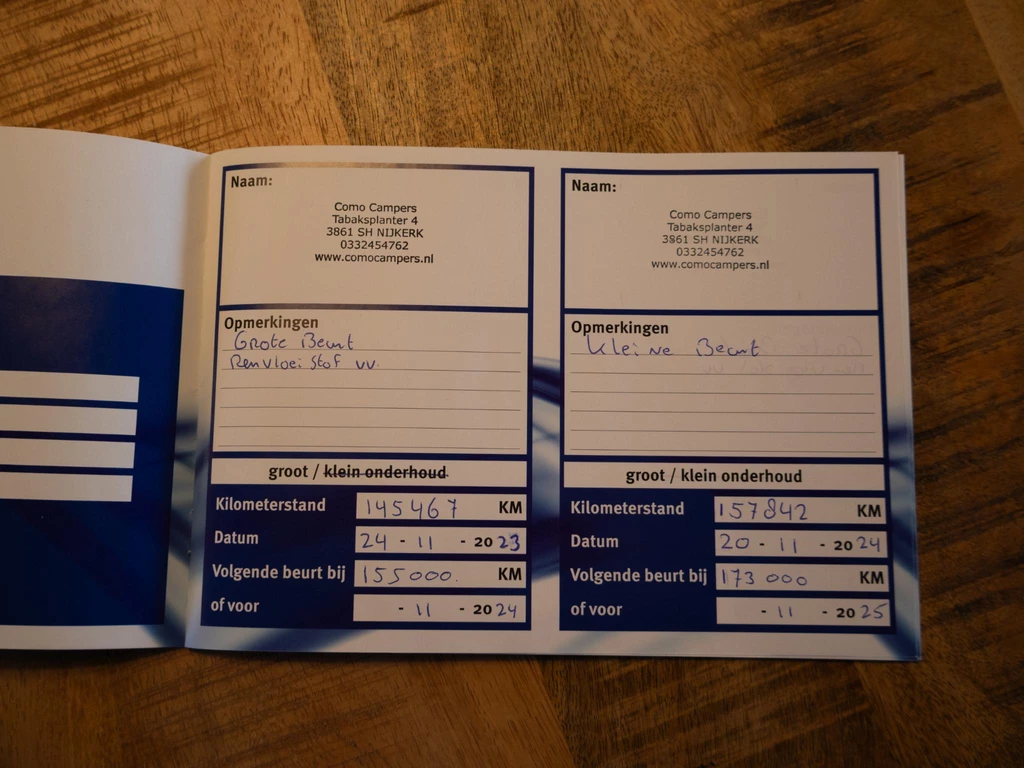 Naam:
Como Campers
Tabaksplanter 4
3861 SH NIJKERK
0332454762
www.comocampers.nl
Opmerkingen
Grote Beurt
Remvloeistof vv.
groot / klein onderhoud
Kilometerstand 145467 KM
Datum 24 - 11 - 2023
Volgende beurt bij 155000. KM
of voor - 11 - 2024
Naam:
Como Campers
Tabaksplanter 4
3861 SH NIJKERK
0332454762
www.comocampers.nl
Opmerkingen
Kleine Beurt
groot / klein onderhoud
Kilometerstand 157842 KM
Datum 20 - 11 - 2024
Volgende beurt bij 173000 KM
of voor - 11 - 2025